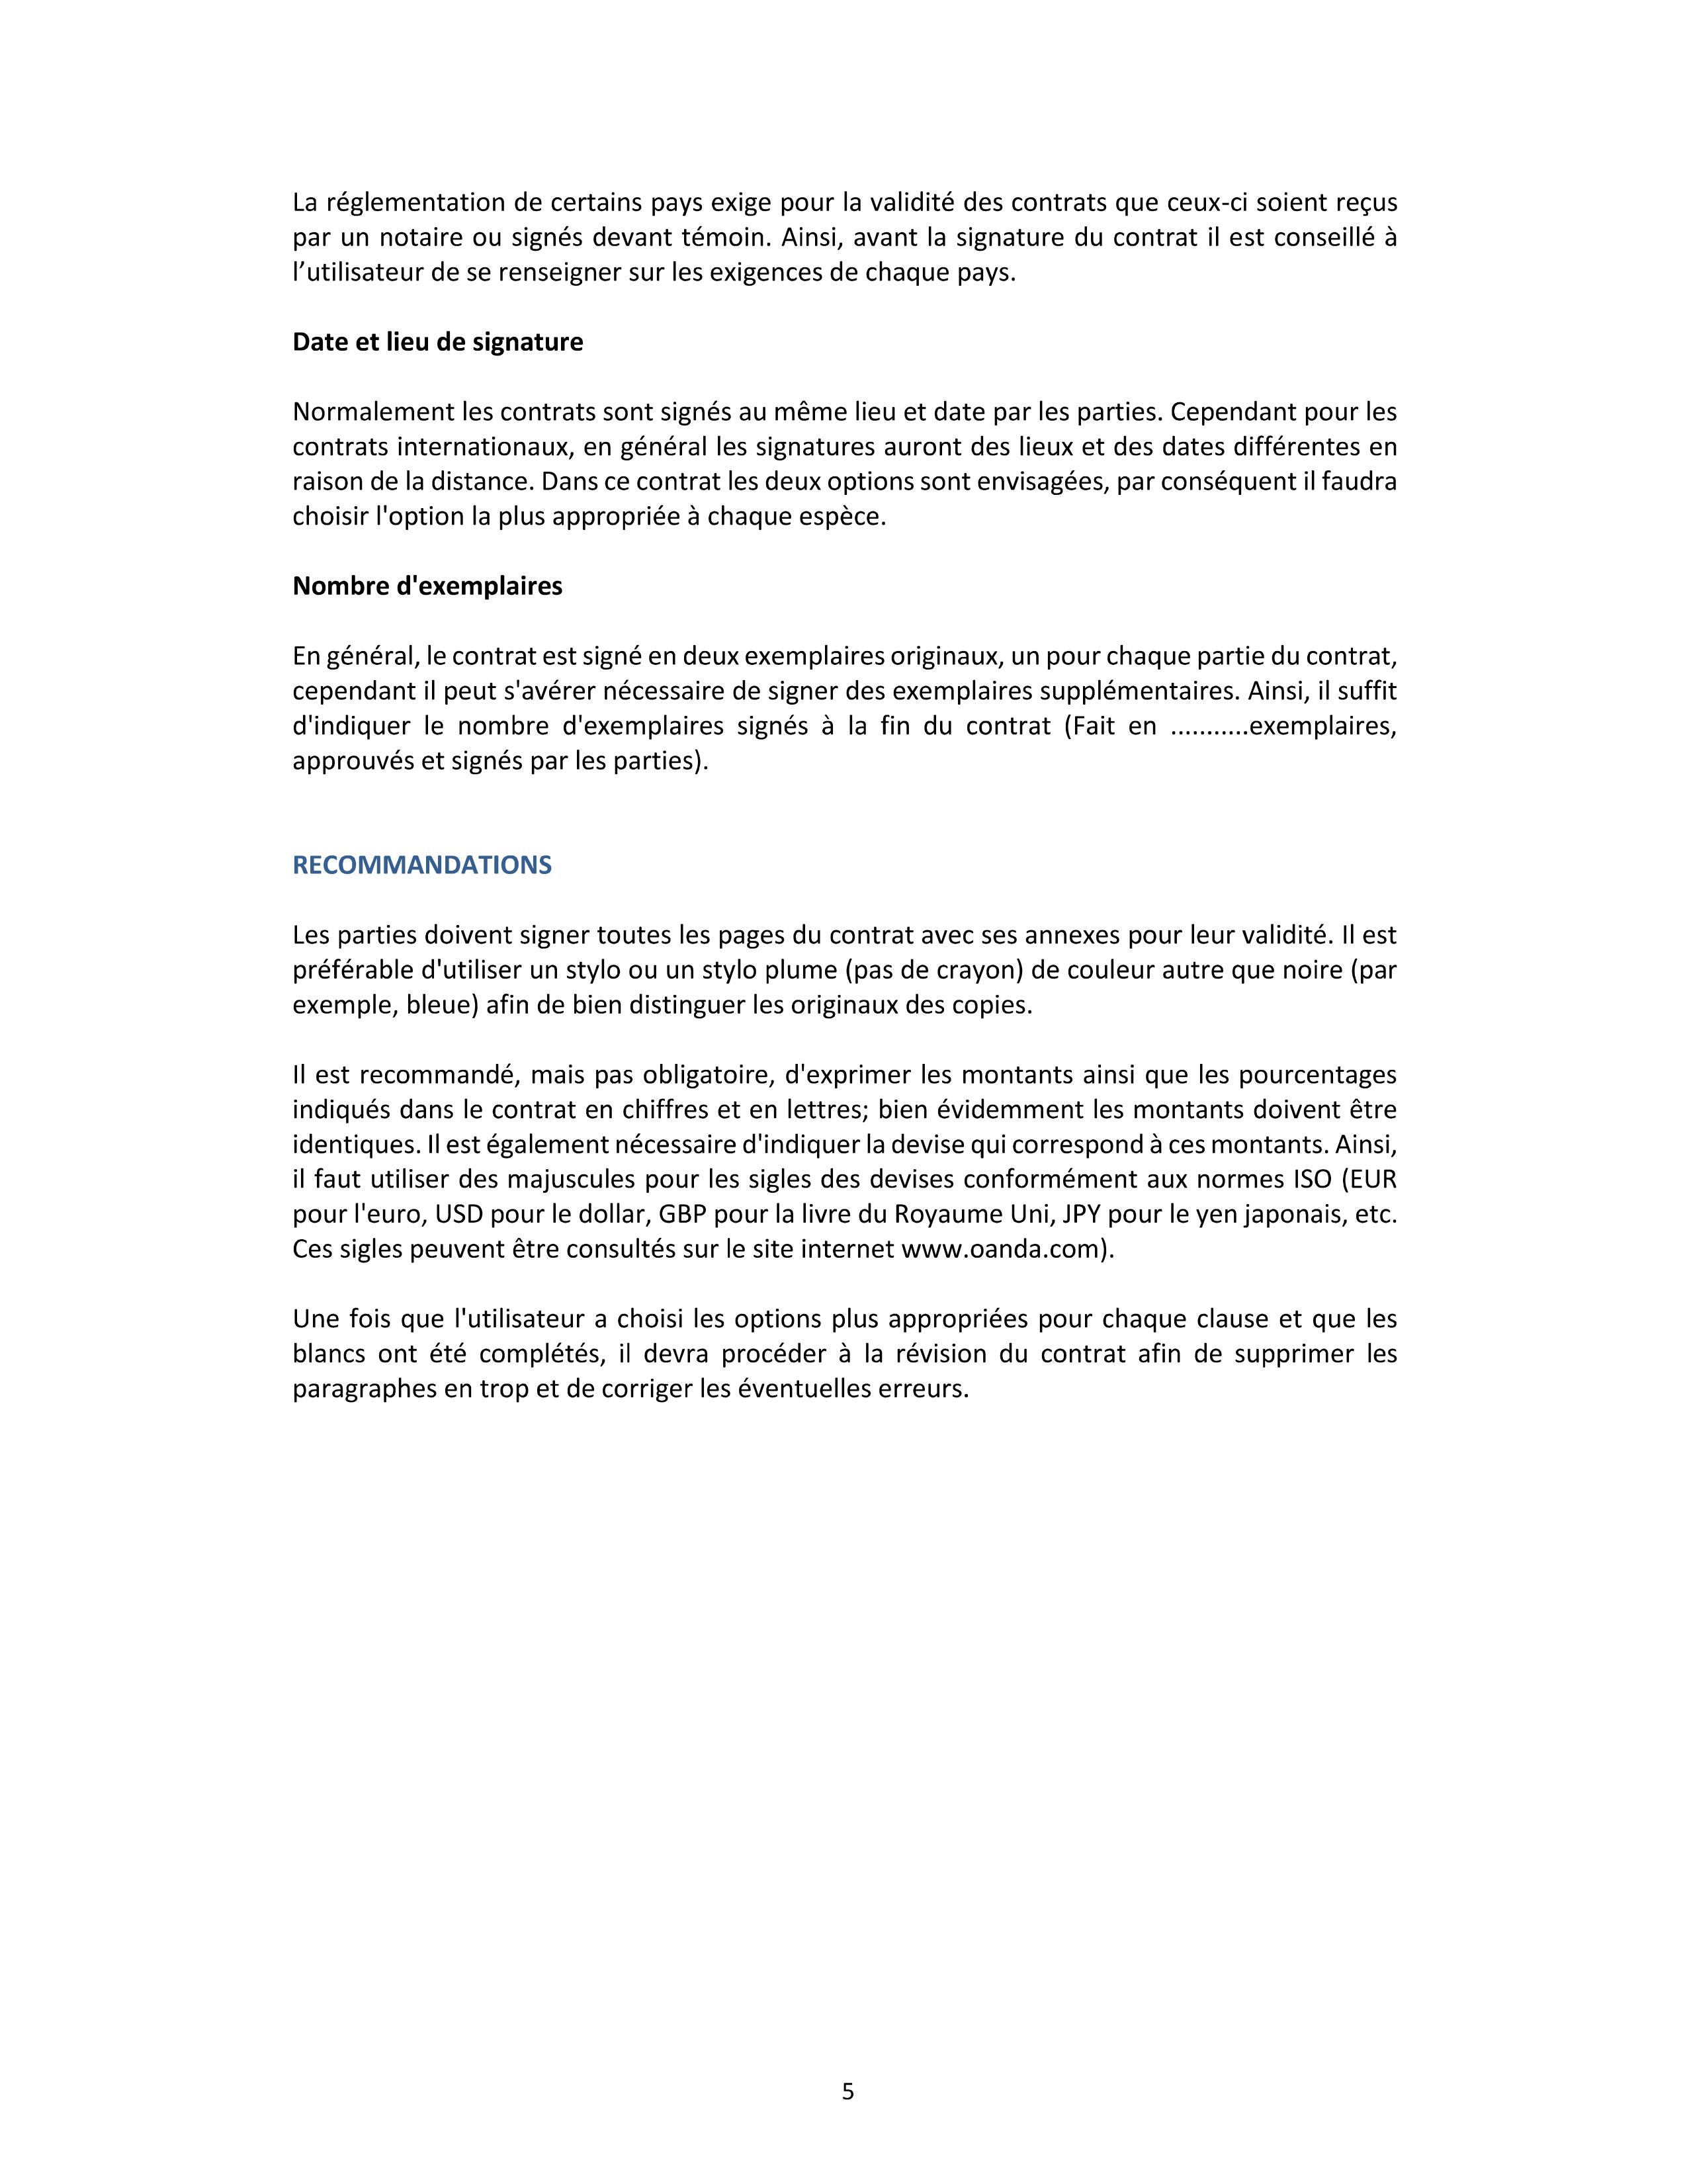 La réglementation de certains pays exige pour la validité des contrats que ceux-ci soient reçus
par un notaire ou signés devant témoin. Ainsi, avant la signature du contrat il est conseillé à
l’utilisateur de se renseigner sur les exigences de chaque pays.
Date et lieu de signature
Normalement les contrats sont signés au même lieu et date par les parties. Cependant pour les
contrats internationaux, en général les signatures auront des lieux et des dates différentes en
raison de la distance. Dans ce contrat les deux options sont envisagées, par conséquent il faudra
choisir l'option la plus appropriée à chaque espèce.
Nombre d'exemplaires
En général, le contrat est signé en deux exemplaires originaux, un pour chaque partie du contrat,
cependant il peut s'avérer nécessaire de signer des exemplaires supplémentaires. Ainsi, il suffit
d'indiquer le nombre d'exemplaires signés à la fin du contrat (Fait en ...........exemplaires,
approuvés et signés par les parties).
RECOMMANDATIONS
Les parties doivent signer toutes les pages du contrat avec ses annexes pour leur validité. Il est
préférable d'utiliser un stylo ou un stylo plume (pas de crayon) de couleur autre que noire (par
exemple, bleue) afin de bien distinguer les originaux des copies.
Il est recommandé, mais pas obligatoire, d'exprimer les montants ainsi que les pourcentages
indiqués dans le contrat en chiffres et en lettres; bien évidemment les montants doivent être
identiques. Il est également nécessaire d'indiquer la devise qui correspond à ces montants. Ainsi,
il faut utiliser des majuscules pour les sigles des devises conformément aux normes ISO (EUR
pour l'euro, USD pour le dollar, GBP pour la livre du Royaume Uni, JPY pour le yen japonais, etc.
Ces sigles peuvent être consultés sur le site internet www.oanda.com).
Une fois que l'utilisateur a choisi les options plus appropriées pour chaque clause et que les
blancs ont été complétés, il devra procéder à la révision du contrat afin de supprimer les
paragraphes en trop et de corriger les éventuelles erreurs.
5